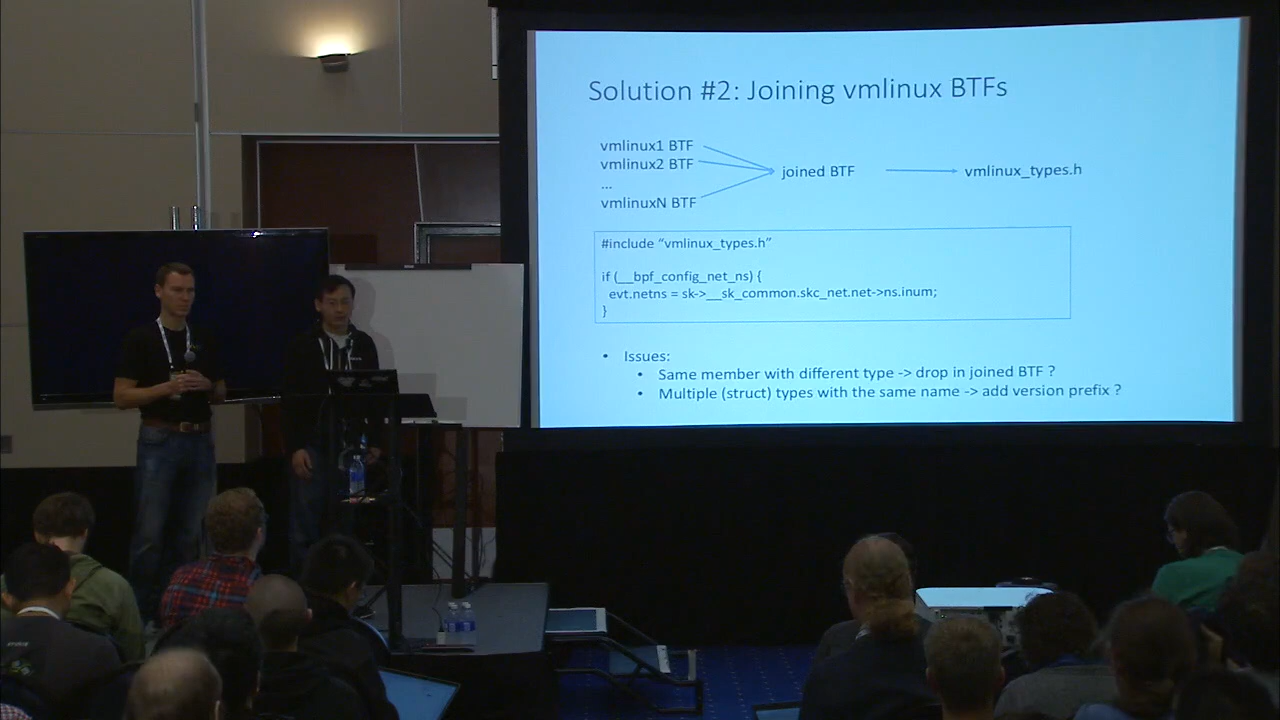 Solution #2: Joining vmlinux BTFs
vmlinux1 BTF
vmlinux2 BTF
...
vmlinuxN BTF
joined BTF
vmlinux_types.h
#include “vmlinux_types.h”
if (__bpf_config_net_ns) {
evt.netns = sk->__sk_common.skc_net.net->ns.inum;
}
• Issues:
• Same member with different type -> drop in joined BTF ?
• Multiple (struct) types with the same name -> add version prefix ?